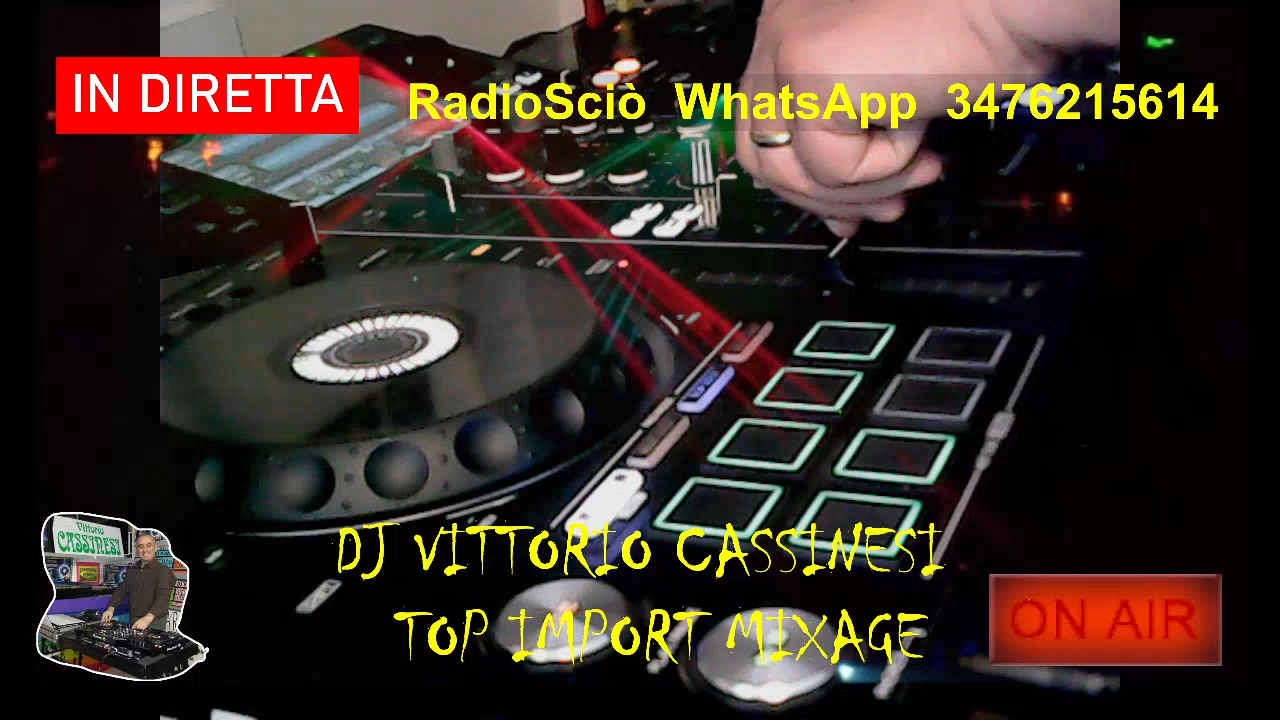 IN DIRETTA
RadioSciò WhatsApp 3476215614
Vittorio
CASSINESI
DJ VITTORIO CASSINESI
TOP IMPORT MIXAGE
ON AIR